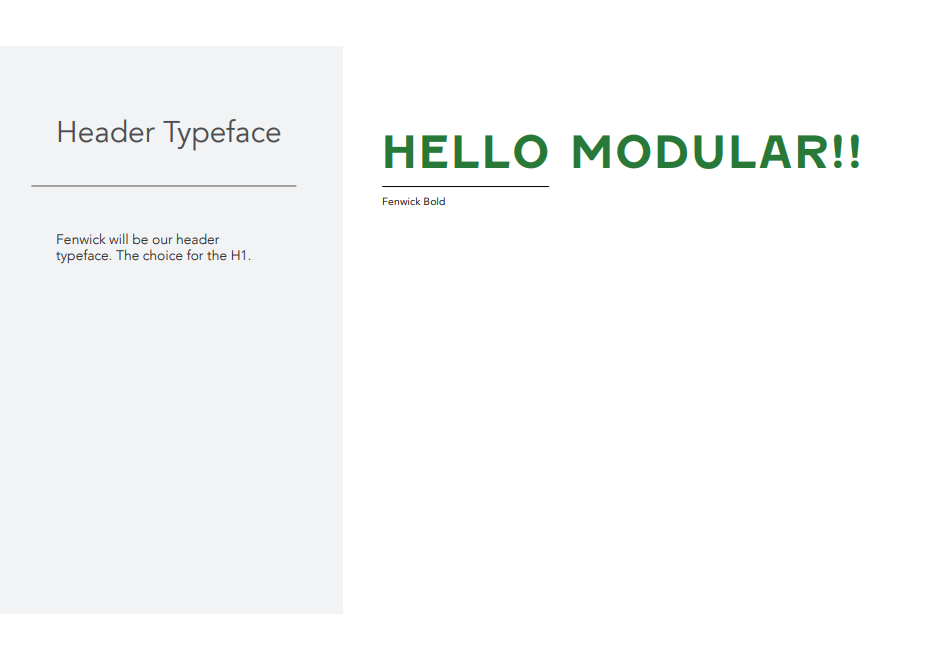 Header Typeface
Fenwick will be our header
typeface. The choice for the H1.
HELLO MODULAR!!
Fenwick Bold